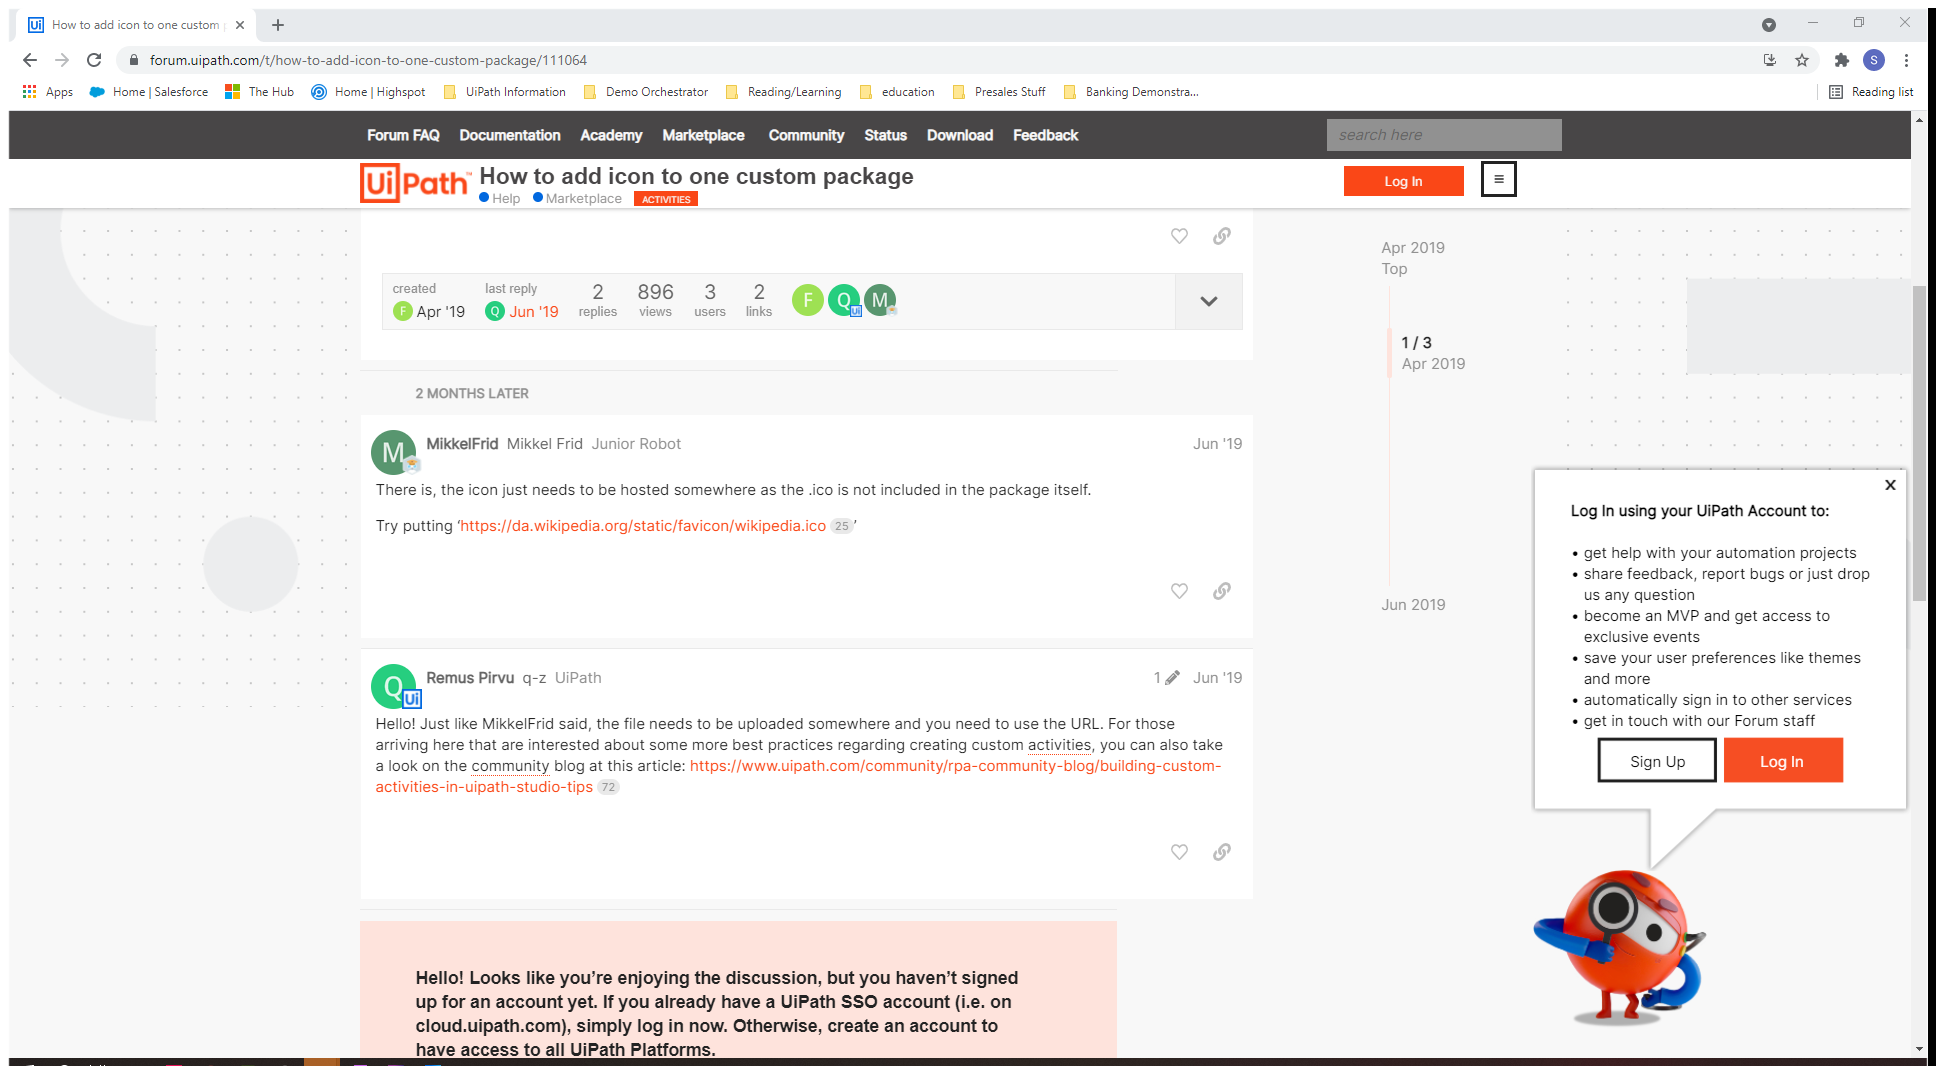 How to add icon to one custom
forum.uipath.com/t/how-to-add-icon-to-one-custom-package/111064
S
Apps
Home | Salesforce
The Hub
Home | Highspot
UiPath Information
Demo Orchestrator
Reading/Learning
education
Presales Stuff
Banking Demonstra...
Reading list
Forum FAQ
Documentation
Academy
Marketplace
Community
Status
Download
Feedback
search here
UiPath™
How to add icon to one custom package
Help
Marketplace
ACTIVITIES
Log In
created
F Apr '19
last reply
Q Jun '19
2
replies
896
views
3
users
2
links
F
Q
Ui
M
Apr 2019
Top
1 / 3
Apr 2019
Jun 2019
2 MONTHS LATER
M
MikkelFrid Mikkel Frid Junior Robot
Jun '19
There is, the icon just needs to be hosted somewhere as the .ico is not included in the package itself.
Try putting ‘https://da.wikipedia.org/static/favicon/wikipedia.ico 25 ’
Q
Ui
Remus Pirvu q-z UiPath
1
Jun '19
Hello! Just like MikkelFrid said, the file needs to be uploaded somewhere and you need to use the URL. For those
arriving here that are interested about some more best practices regarding creating custom activities, you can also take
a look on the community blog at this article: https://www.uipath.com/community/rpa-community-blog/building-custom-
activities-in-uipath-studio-tips 72
Hello! Looks like you’re enjoying the discussion, but you haven’t signed
up for an account yet. If you already have a UiPath SSO account (i.e. on
cloud.uipath.com), simply log in now. Otherwise, create an account to
have access to all UiPath Platforms.
X
Log In using your UiPath Account to:
• get help with your automation projects
• share feedback, report bugs or just drop
us any question
• become an MVP and get access to
exclusive events
• save your user preferences like themes
and more
• automatically sign in to other services
• get in touch with our Forum staff
Sign Up
Log In